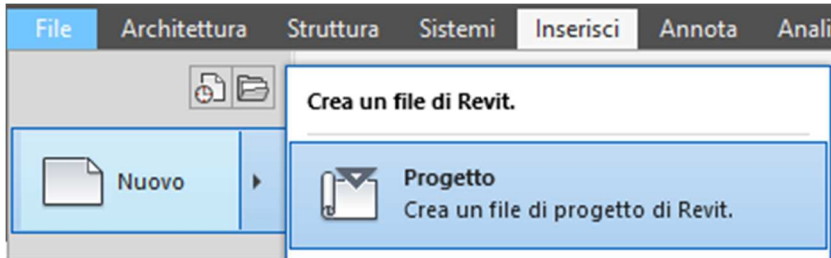 File Architettura Struttura Sistemi Inserisci Annota Anali
Crea un file di Revit.
Nuovo
Progetto
Crea un file di progetto di Revit.